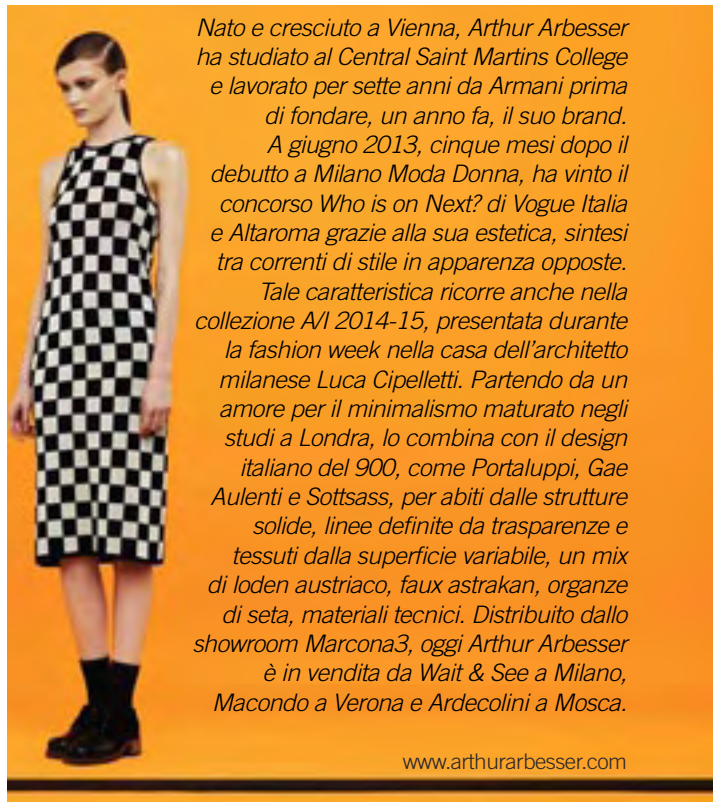 Nato e cresciuto a Vienna, Arthur Arbesser
ha studiato al Central Saint Martins College
e lavorato per sette anni da Armani prima
di fondare, un anno fa, il suo brand.
A giugno 2013, cinque mesi dopo il
debutto a Milano Moda Donna, ha vinto il
concorso Who is on Next? di Vogue Italia
e Altaroma grazie alla sua estetica, sintesi
tra correnti di stile in apparenza opposte.
Tale caratteristica ricorre anche nella
collezione A/I 2014-15, presentata durante
la fashion week nella casa dell'architetto
milanese Luca Cipelletti. Partendo da un
amore per il minimalismo maturato negli
studi a Londra, lo combina con il design
italiano del 900, come Portaluppi, Gae
Aulenti e Sottsass, per abiti dalle strutture
solide, linee definite da trasparenze e
tessuti dalla superficie variabile, un mix
di loden austriaco, faux astrakan, organze
di seta, materiali tecnici. Distribuito dallo
showroom Marcona3, oggi Arthur Arbesser
è in vendita da Wait & See a Milano,
Macondo a Verona e Ardecolini a Mosca.
www.arthurarbesser.com